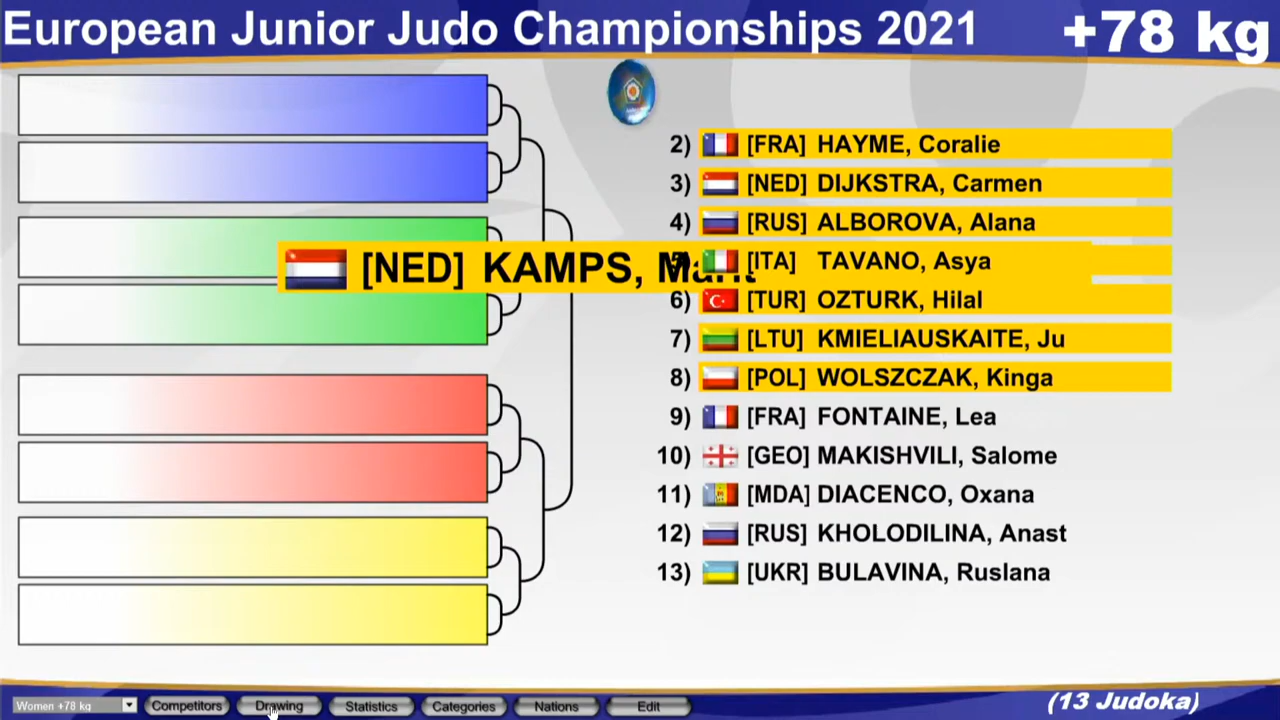 European Junior Judo Championships 2021
+78 kg
2) [FRA] HAYME, Coralie
3) [NED] DIJKSTRA, Carmen
4) [RUS] ALBOROVA, Alana
[NED] KAMPS,
[ITA] TAVANO, Asya
6) [TUR] OZTURK, Hilal
7) [LTU] KMIELIAUSKAITE, Ju
8) [POL] WOLSZCZAK, Kinga
9) [FRA] FONTAINE, Lea
10) [GEO] MAKISHVILI, Salome
11) [MDA] DIACENCO, Oxana
12) [RUS] KHOLODILINA, Anast
13) [UKR] BULAVINA, Ruslana
Women +78 kg
Competitors
Drawing
Statistics
Categories
Nations
Edit
(13 Judoka)